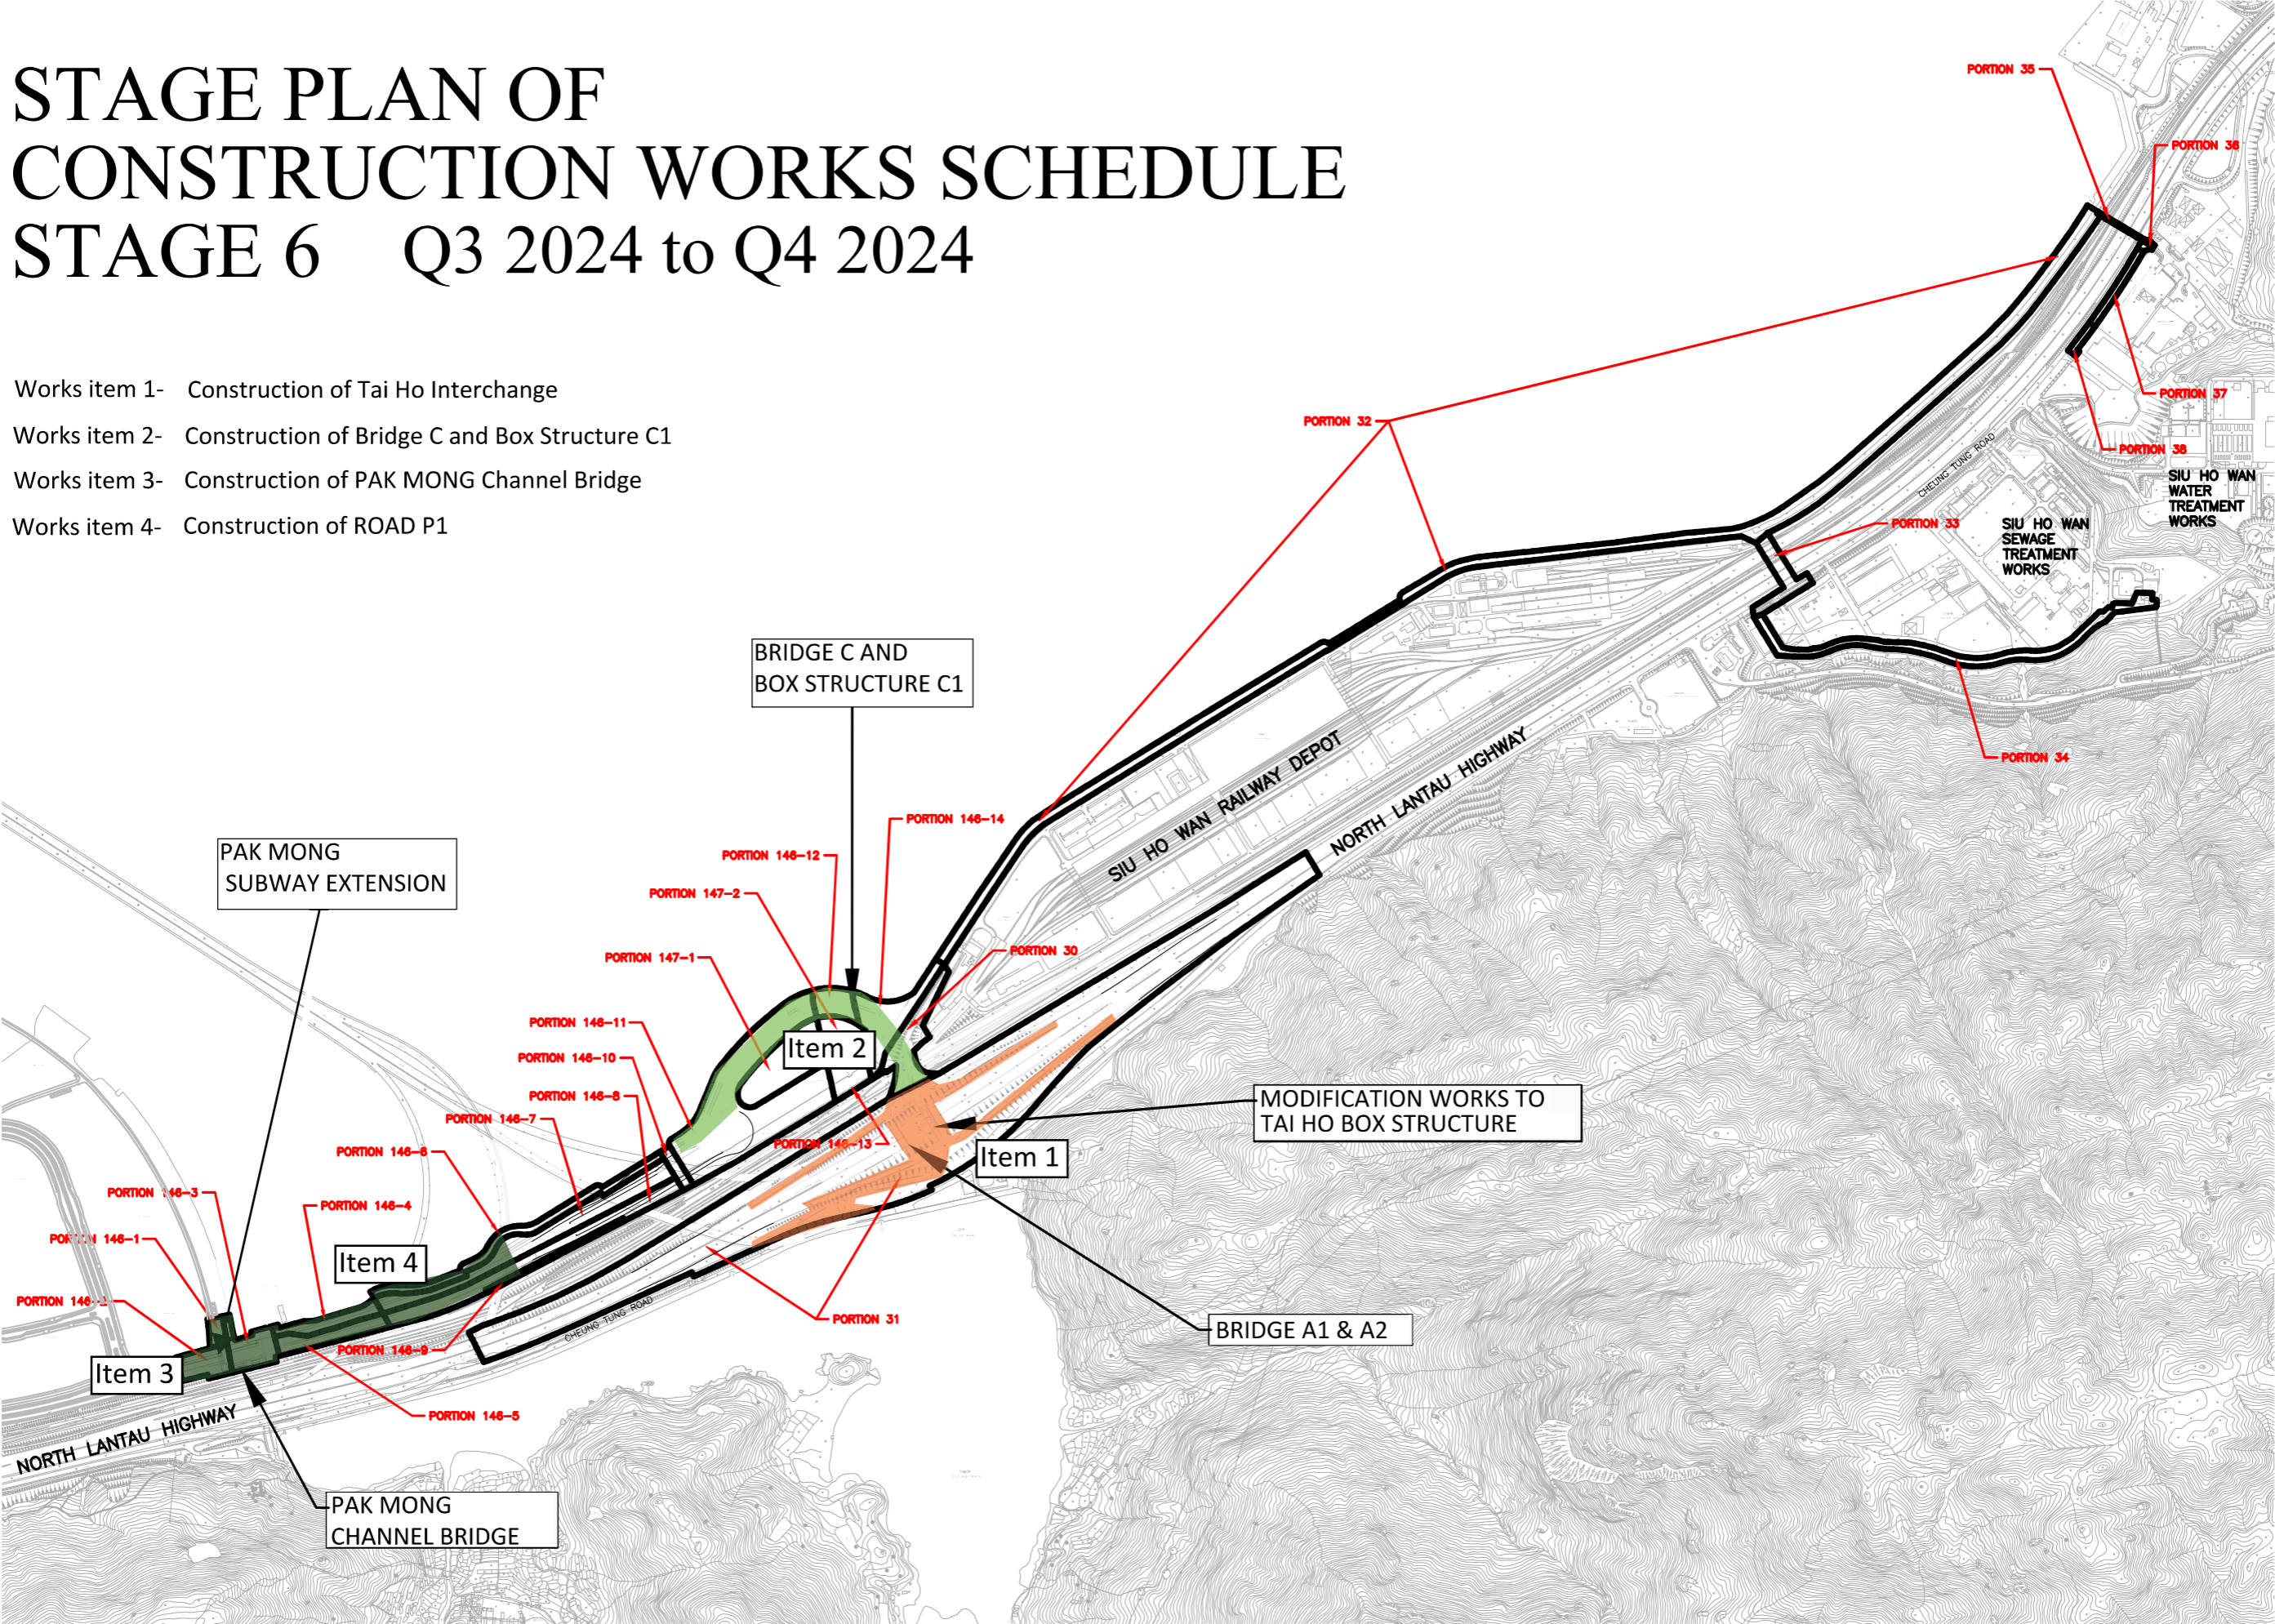 STAGE PLAN OF
CONSTRUCTION WORKS SCHEDULE
STAGE 6 Q3 2024 to Q4 2024
Works item 1- Construction of Tai Ho Interchange
Works item 2- Construction of Bridge C and Box Structure C1
Works item 3- Construction of PAK MONG Channel Bridge
Works item 4- Construction of ROAD P1
PORTION 35
PORTION 36
PORTION 37
PORTION 32
PORTION 38
CHEUNG TUNG ROAD
SIU HO WAN
WATER
TREATMENT
WORKS
PORTION 33
SIU HO WAN
SEWAGE
TREATMENT
WORKS
PORTION 34
BRIDGE C AND
BOX STRUCTURE C1
SIU HO WAN RAILWAY DEPOT
NORTH LANTAU HIGHWAY
PORTION 146-14
PAK MONG
SUBWAY EXTENSION
PORTION 146-12
PORTION 147-2
PORTION 147-1
PORTION 30
PORTION 146-11
Item 2
PORTION 146-10
PORTION 146-8
PORTION 146-7
MODIFICATION WORKS TO
TAI HO BOX STRUCTURE
PORTION 146-13
PORTION 146-6
Item 1
PORTION 146-3
PORTION 146-4
PORTION 146-1
Item 4
PORTION 146-
PORTION 31
CHEUNG TUNG ROAD
BRIDGE A1 & A2
PORTION 146-9
Item 3
PORTION 146-5
NORTH LANTAU HIGHWAY
PAK MONG
CHANNEL BRIDGE